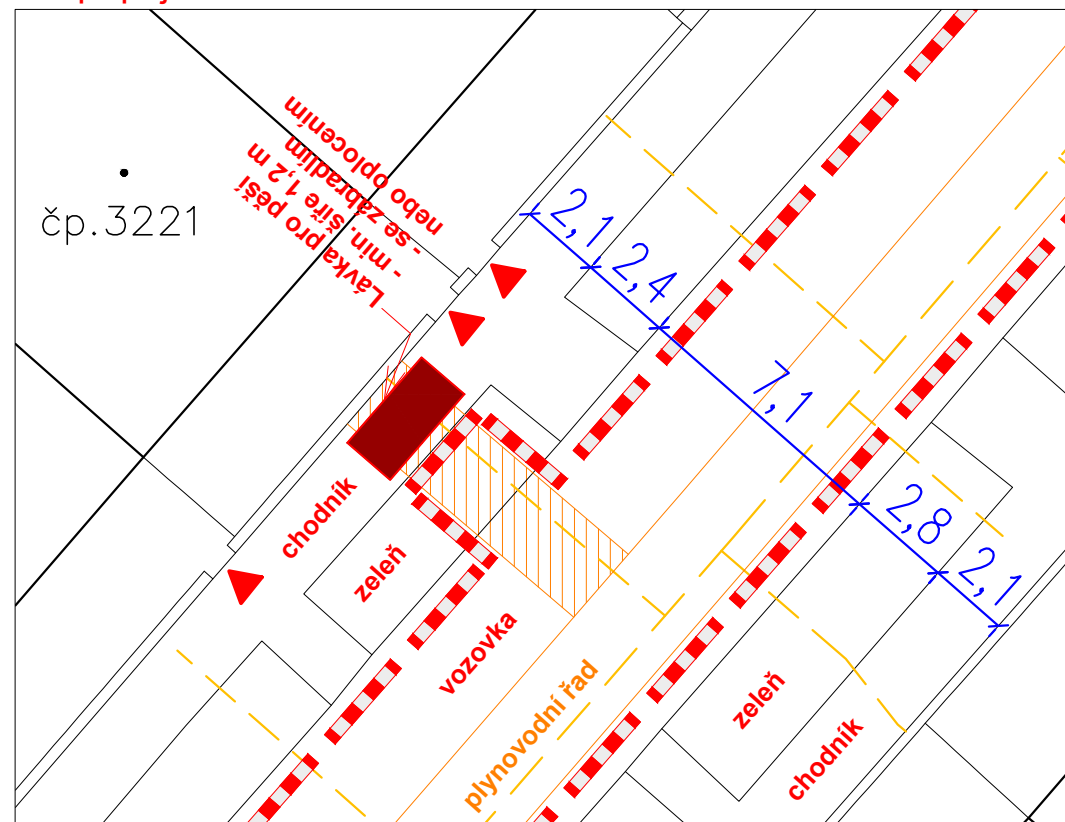 čp.3221
Lávka pro pěší
- min. šíře 1,2 m
- se zábradlím
nebo oplocením
2,1
2,4
7,1
2,8
2,1
chodník
zeleň
vozovka
plynovodní řad
zeleň
chodník